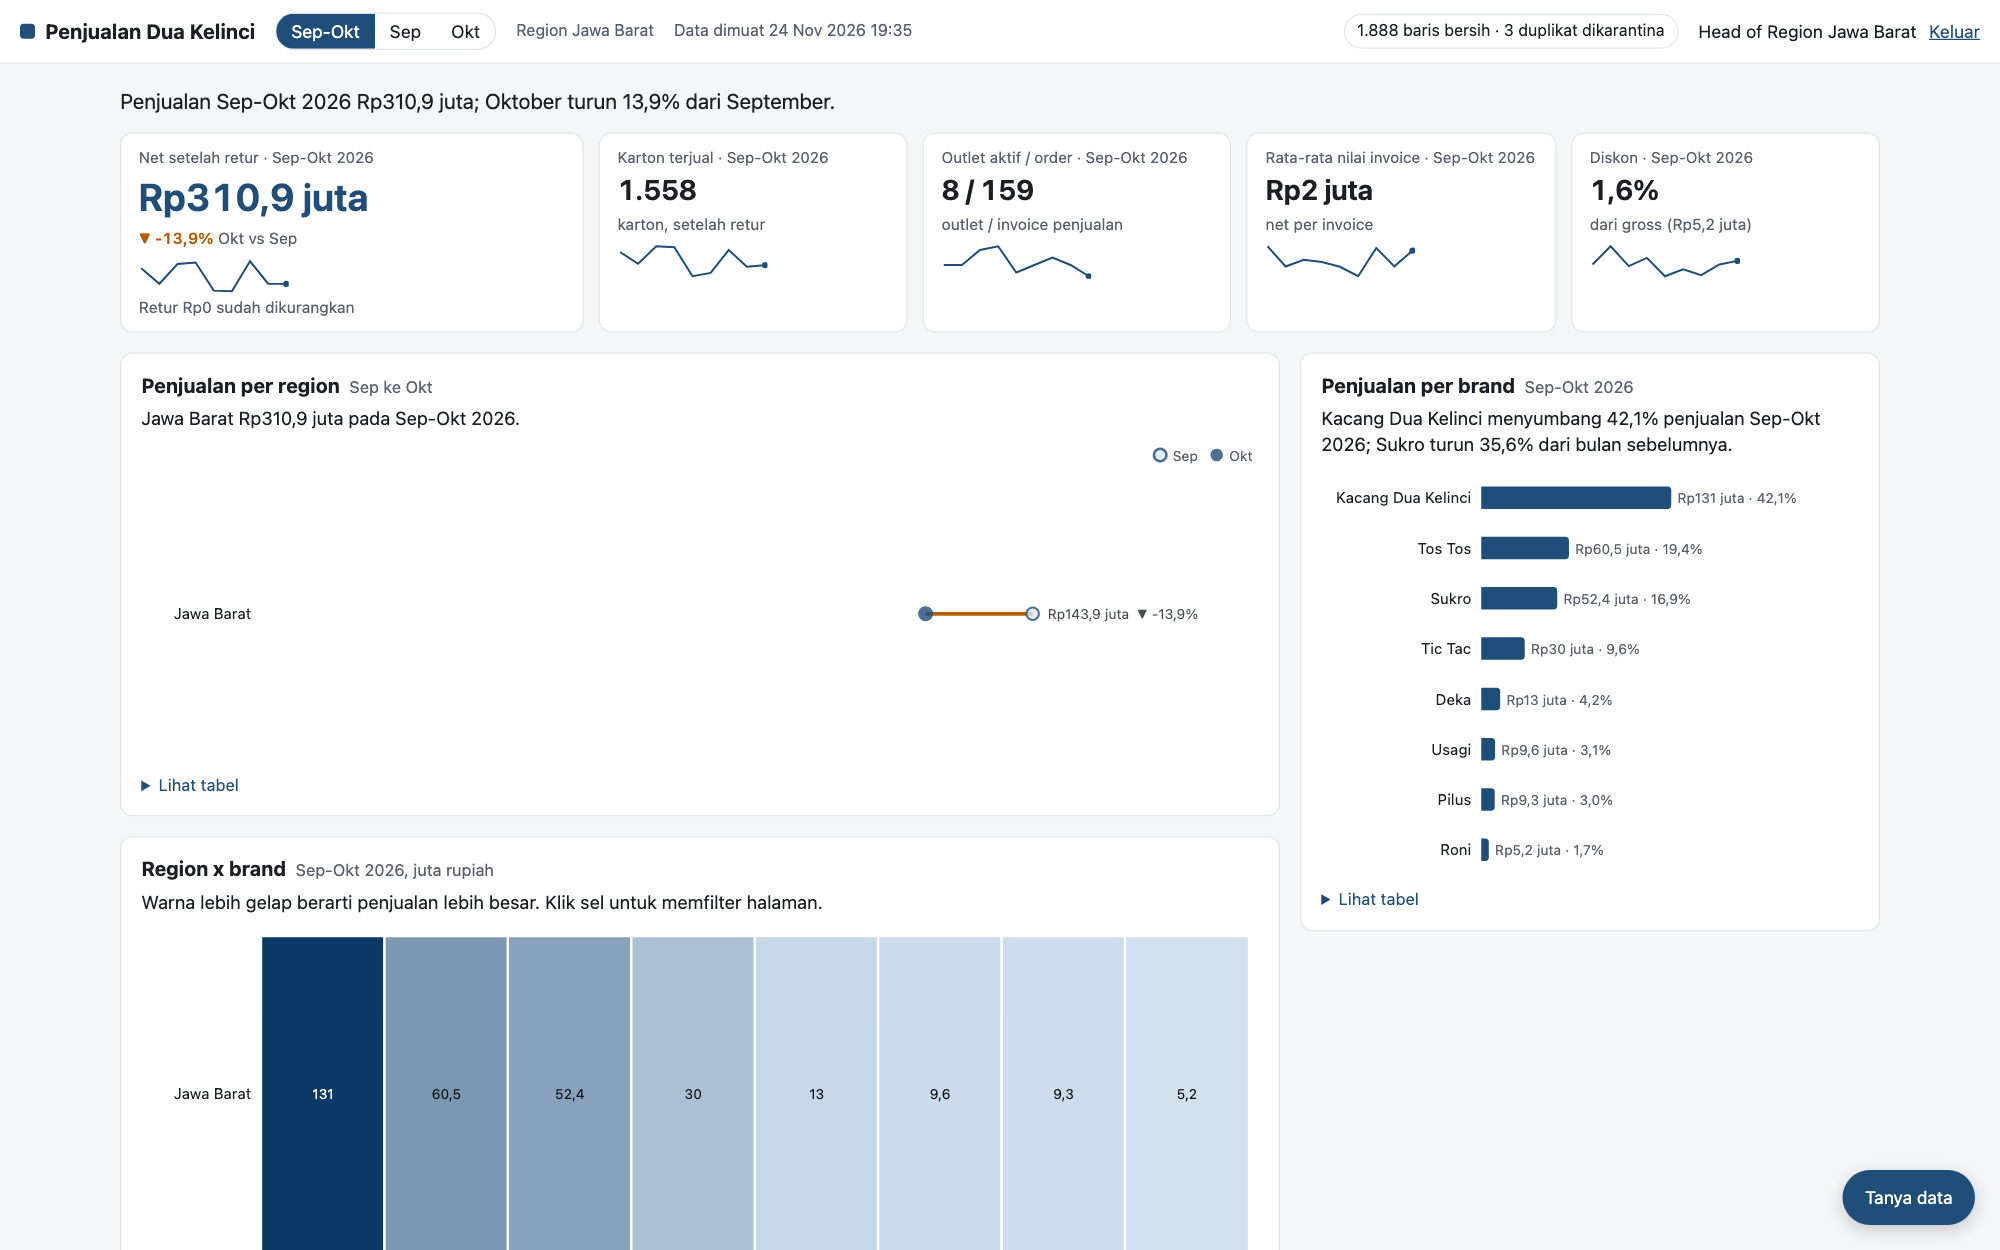 Penjualan Dua Kelinci
Sep-Okt Sep Okt
Region Jawa Barat
Data dimuat 24 Nov 2026 19:35
1.888 baris bersih · 3 duplikat dikarantina
Head of Region Jawa Barat
Keluar
Penjualan Sep-Okt 2026 Rp310,9 juta; Oktober turun 13,9% dari September.
Net setelah retur · Sep-Okt 2026
Rp310,9 juta
▼ -13,9% Okt vs Sep
Retur Rp0 sudah dikurangkan
Karton terjual · Sep-Okt 2026
1.558
karton, setelah retur
Outlet aktif / order · Sep-Okt 2026
8 / 159
outlet / invoice penjualan
Rata-rata nilai invoice · Sep-Okt 2026
Rp2 juta
net per invoice
Diskon · Sep-Okt 2026
1,6%
dari gross (Rp5,2 juta)
Penjualan per region Sep ke Okt
Jawa Barat Rp310,9 juta pada Sep-Okt 2026.
Sep Okt
Jawa Barat
Rp143,9 juta ▼ -13,9%
▶ Lihat tabel
Penjualan per brand Sep-Okt 2026
Kacang Dua Kelinci menyumbang 42,1% penjualan Sep-Okt
2026; Sukro turun 35,6% dari bulan sebelumnya.
Kacang Dua Kelinci Rp131 juta · 42,1%
Tos Tos Rp60,5 juta · 19,4%
Sukro Rp52,4 juta · 16,9%
Tic Tac Rp30 juta · 9,6%
Deka Rp13 juta · 4,2%
Usagi Rp9,6 juta · 3,1%
Pilus Rp9,3 juta · 3,0%
Roni Rp5,2 juta · 1,7%
▶ Lihat tabel
Region x brand Sep-Okt 2026, juta rupiah
Warna lebih gelap berarti penjualan lebih besar. Klik sel untuk memfilter halaman.
Jawa Barat 131 60,5 52,4 30 13 9,6 9,3 5,2
Tanya data